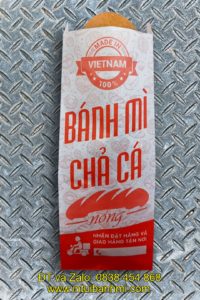 MADE IN
VIETNAM
100%
BÁNH MÌ
CHẢ CÁ
nóng
NHẬN ĐẶT HÀNG VÀ
GIAO HÀNG TẬN NƠI
ĐT và Zalo: 0838 454 868
www.intuibanhmi.com